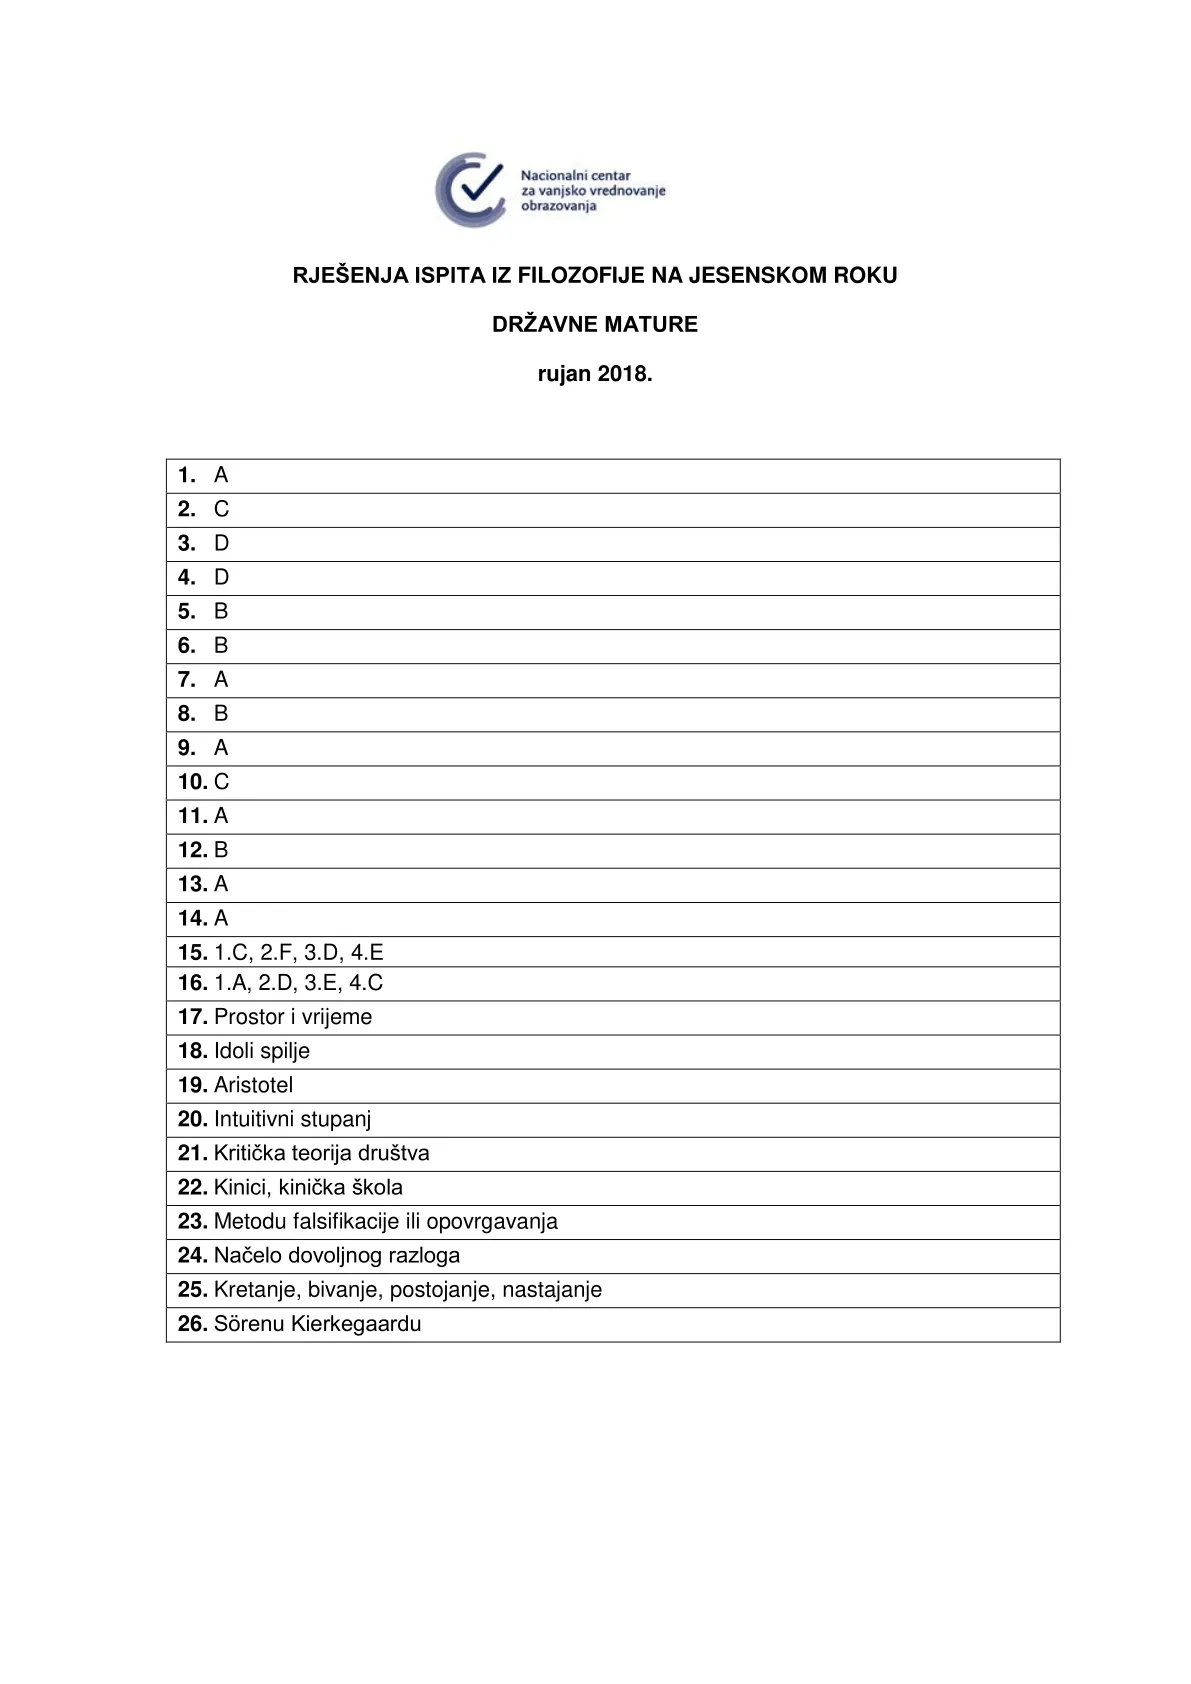 Nacionalni centar
za vanjsko vrednovanje
obrazovanja
RJEŠENJA ISPITA IZ FILOZOFIJE NA JESENSKOM ROKU
DRŽAVNE MATURE
rujan 2018.
1. A
2. C
3. D
4. D
5. B
6. B
7. A
8. B
9. A
10. C
11. A
12. B
13. A
14. A
15. 1.C, 2.F, 3.D, 4.E
16. 1.A, 2.D, 3.E, 4.C
17. Prostor i vrijeme
18. Idoli spilje
19. Aristotel
20. Intuitivni stupanj
21. Kritička teorija društva
22. Kinici, kinička škola
23. Metodu falsifikacije ili opovrgavanja
24. Načelo dovoljnog razloga
25. Kretanje, bivanje, postojanje, nastajanje
26. Sörenu Kierkegaardu